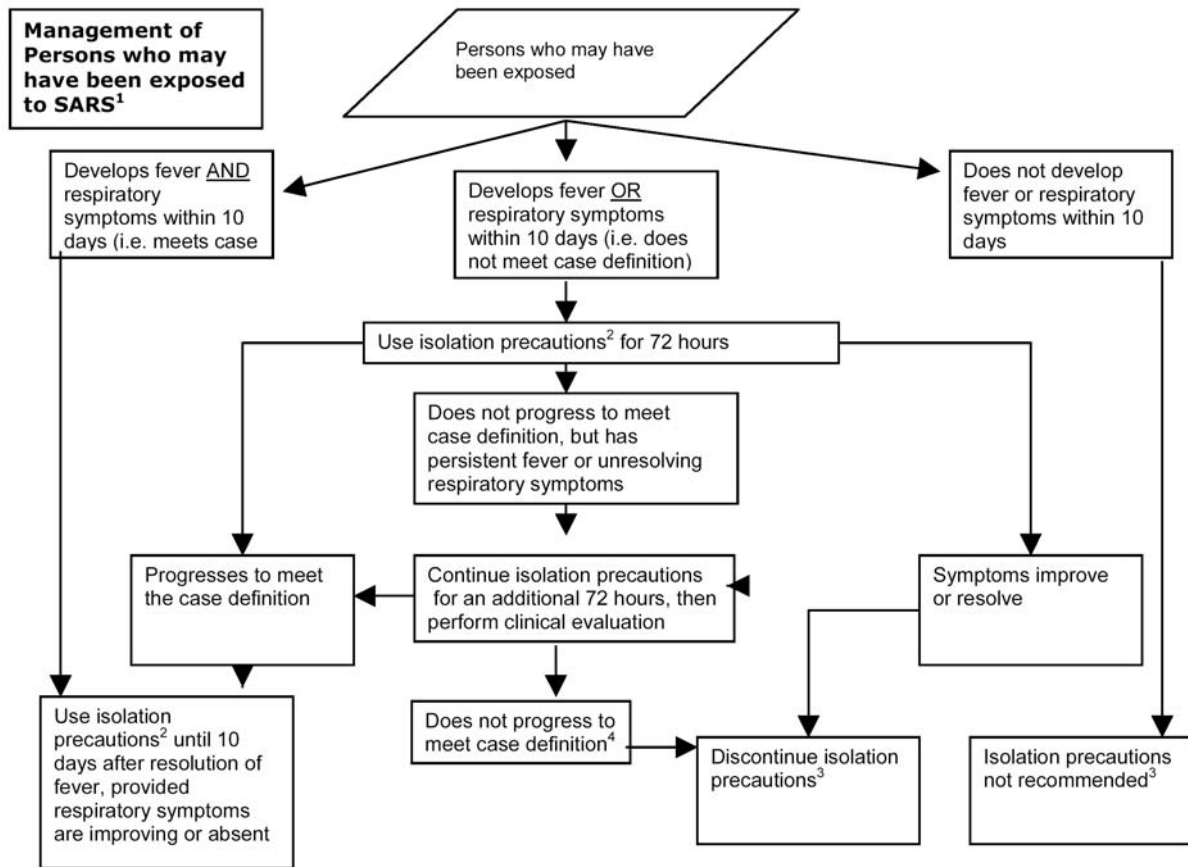 Management of
Persons who may
have been exposed
to SARS¹
Persons who may have
been exposed
Develops fever AND
respiratory
symptoms within 10
days (i.e. meets case
Develops fever OR
respiratory symptoms
within 10 days (i.e. does
not meet case definition)
Does not develop
fever or respiratory
symptoms within 10
days
Use isolation precautions² for 72 hours
Does not progress to meet
case definition, but has
persistent fever or unresolving
respiratory symptoms
Progresses to meet
the case definition
Continue isolation precautions
for an additional 72 hours, then
perform clinical evaluation
Symptoms improve
or resolve
Use isolation
precautions² until 10
days after resolution of
fever, provided
respiratory symptoms
are improving or absent
Does not progress to
meet case definition⁴
Discontinue isolation
precautions³
Isolation precautions
not recommended³